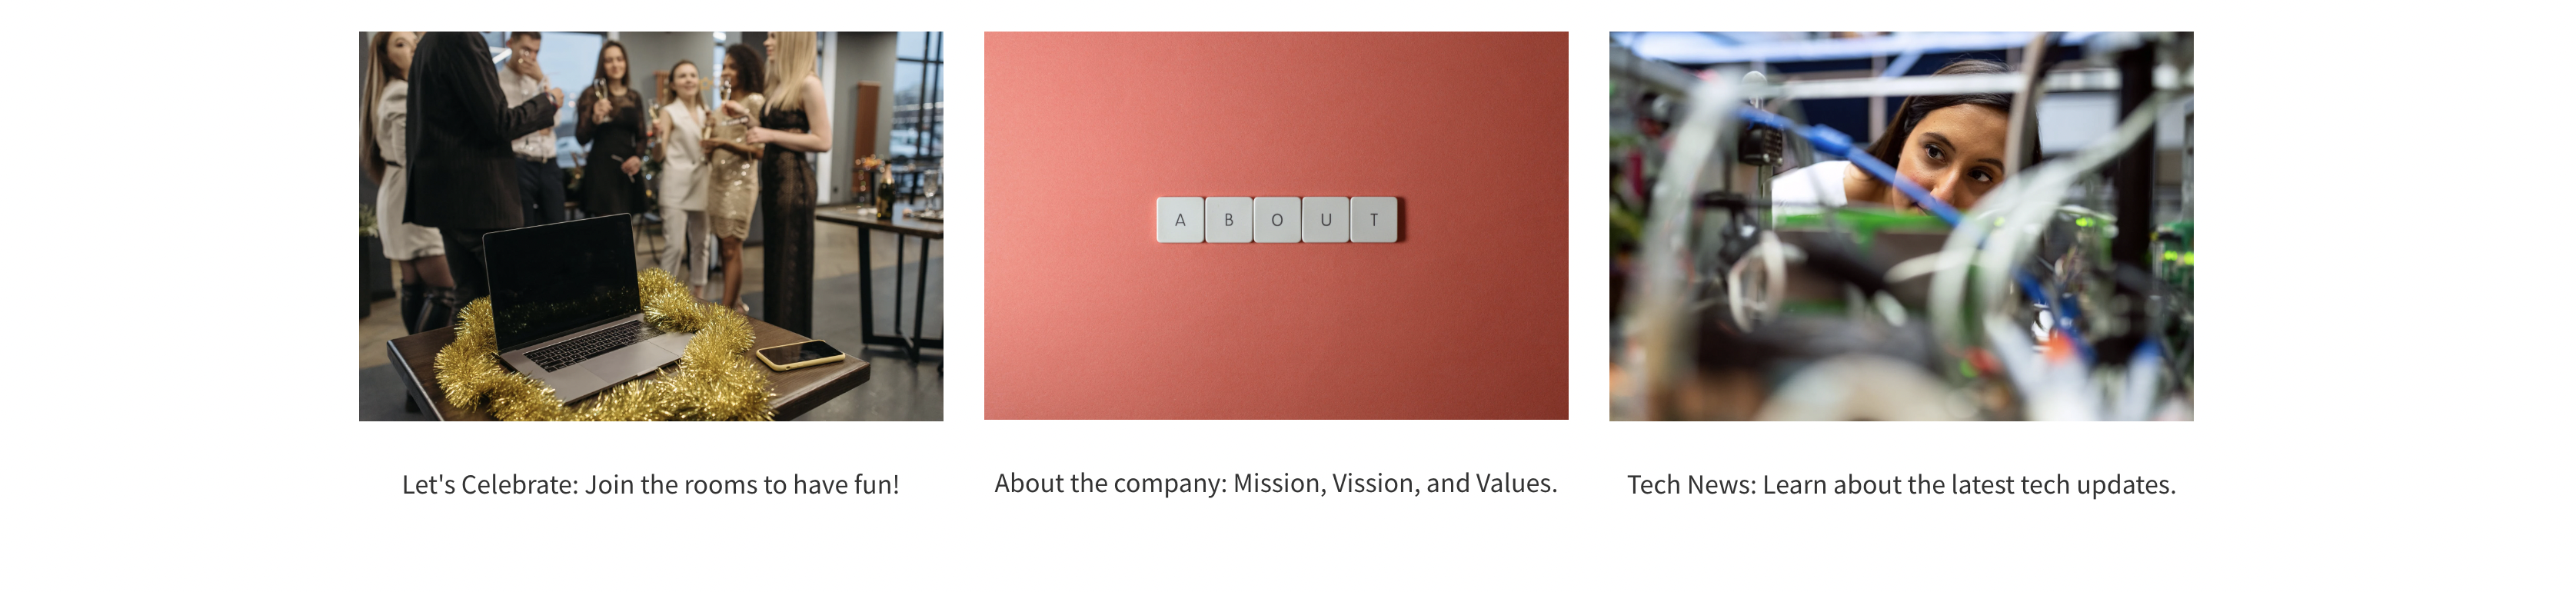 A B O U T
Let's Celebrate: Join the rooms to have fun!
About the company: Mission, Vission, and Values.
Tech News: Learn about the latest tech updates.